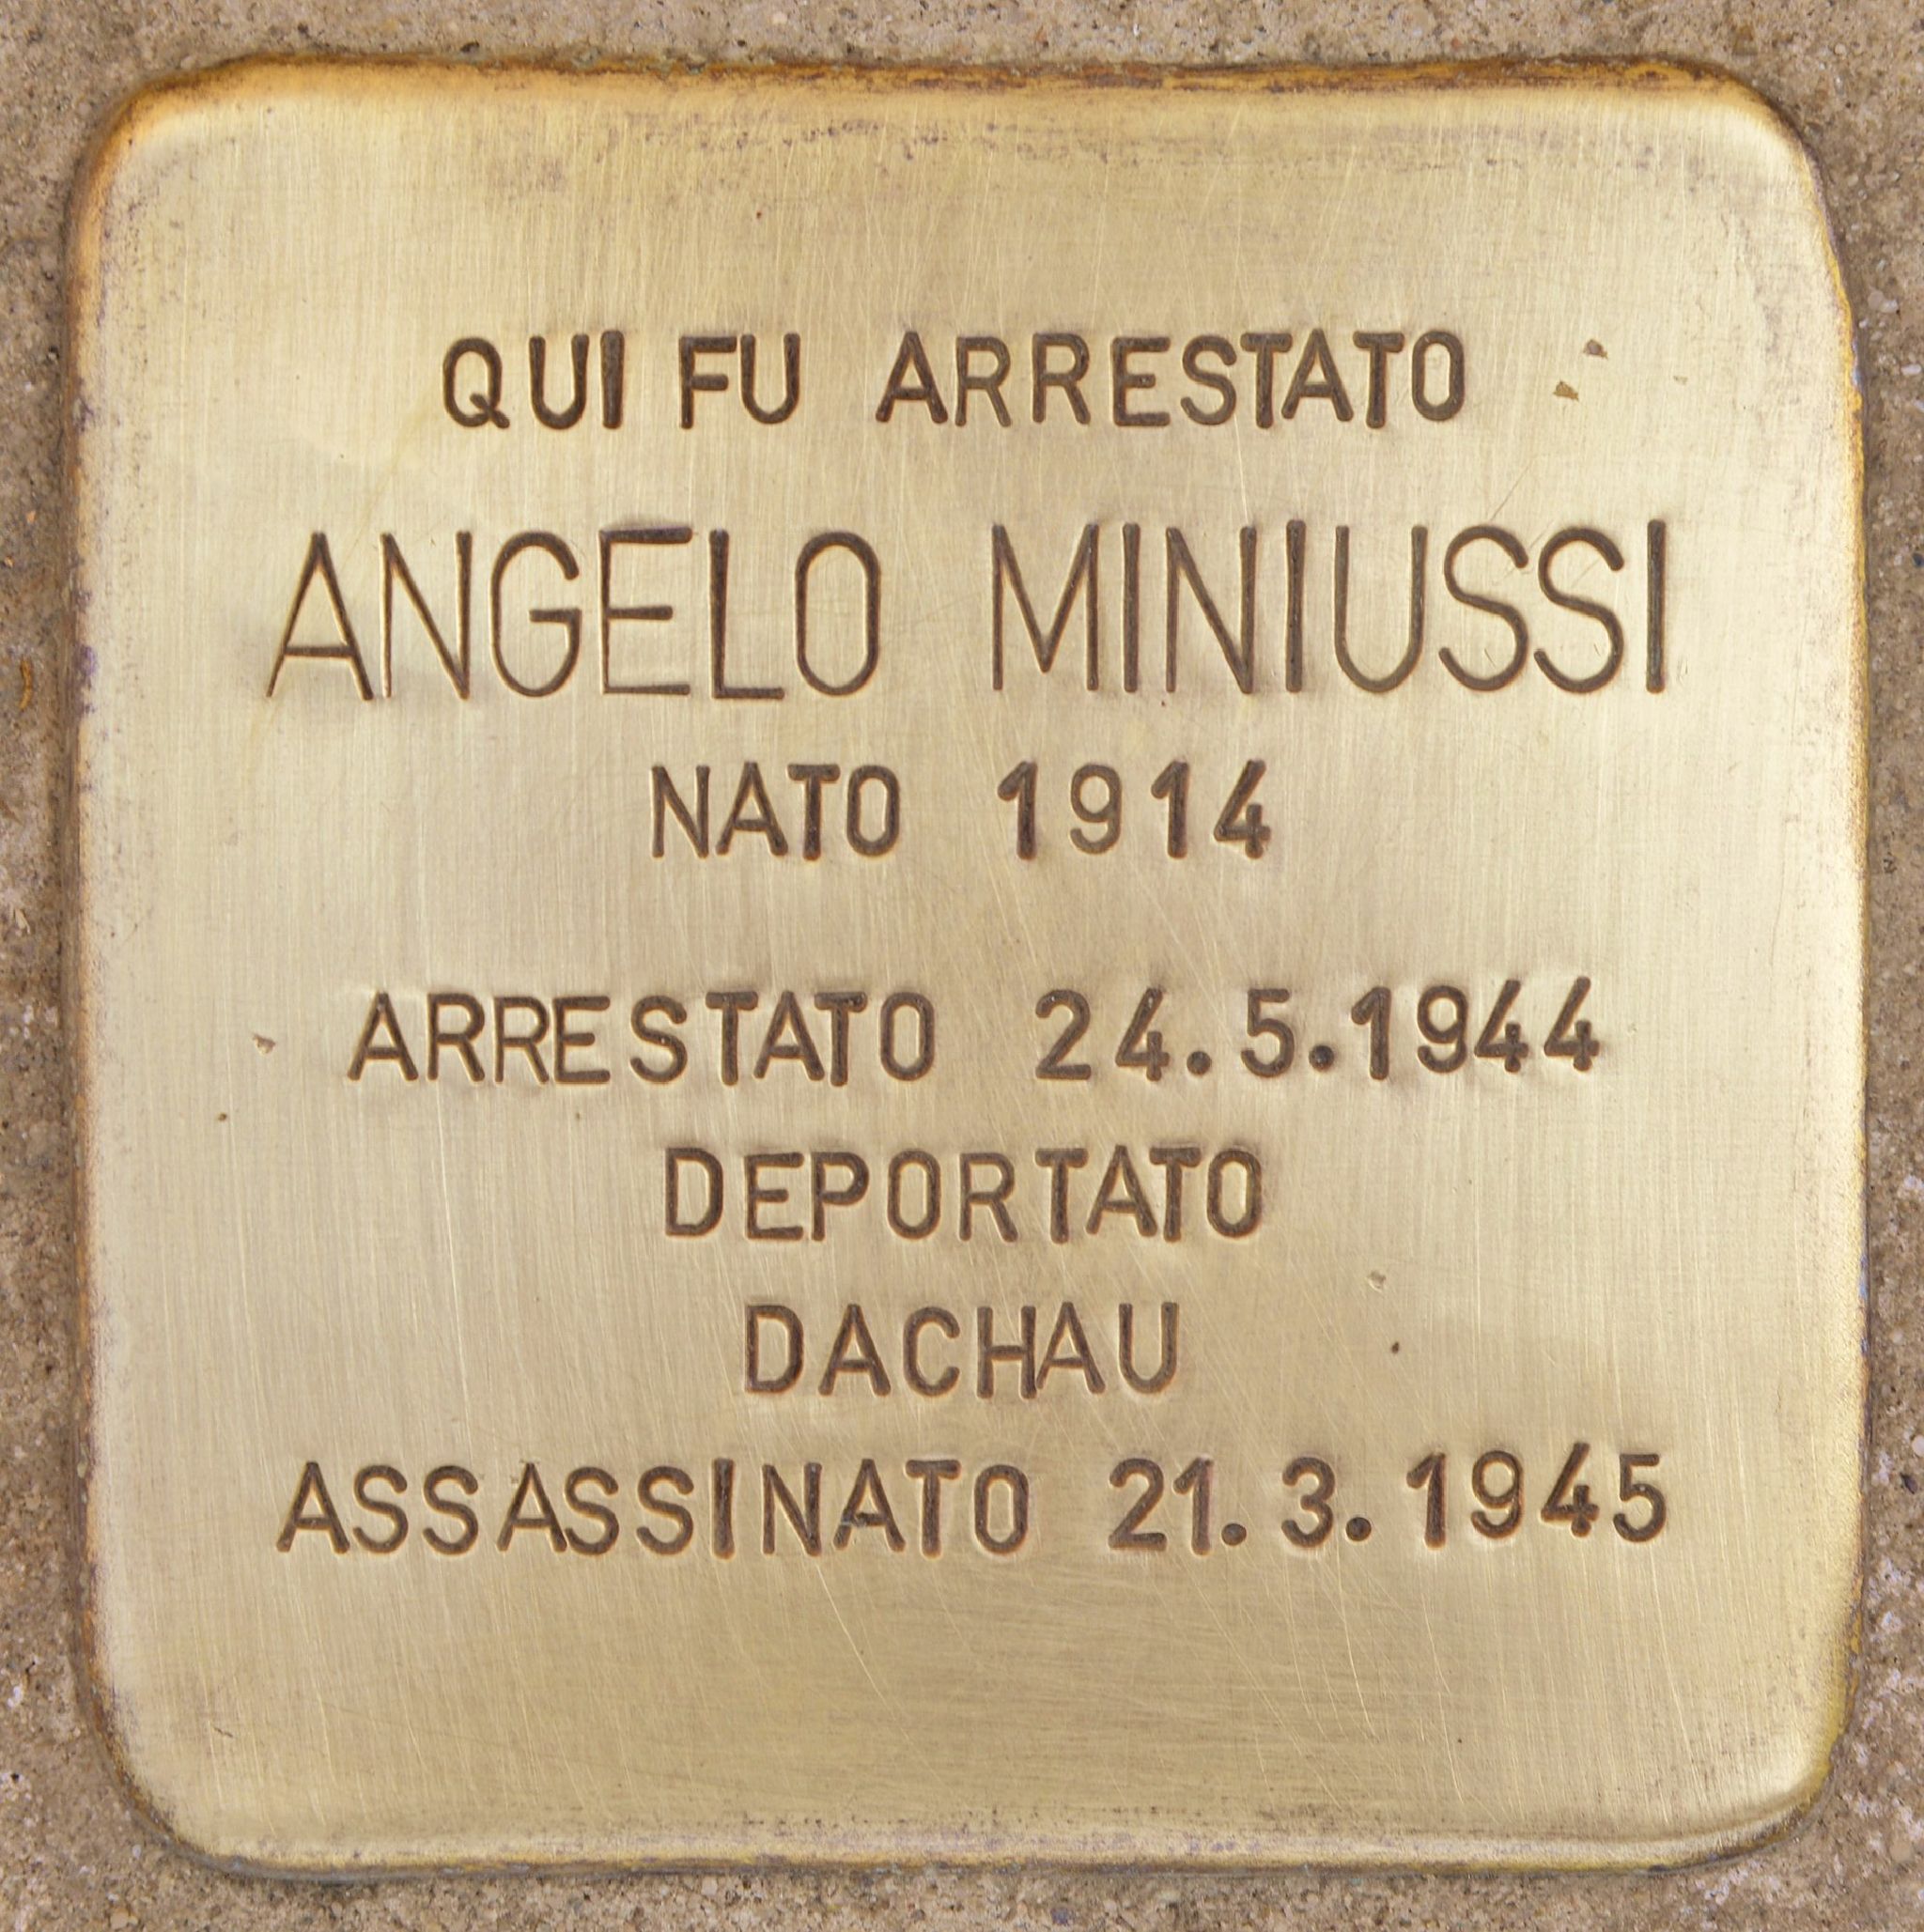 QUI FU ARRESTATO
ANGELO MINIUSSI
NATO 1914
ARRESTATO 24.5.1944
DEPORTATO
DACHAU
ASSASSINATO 21.3.1945